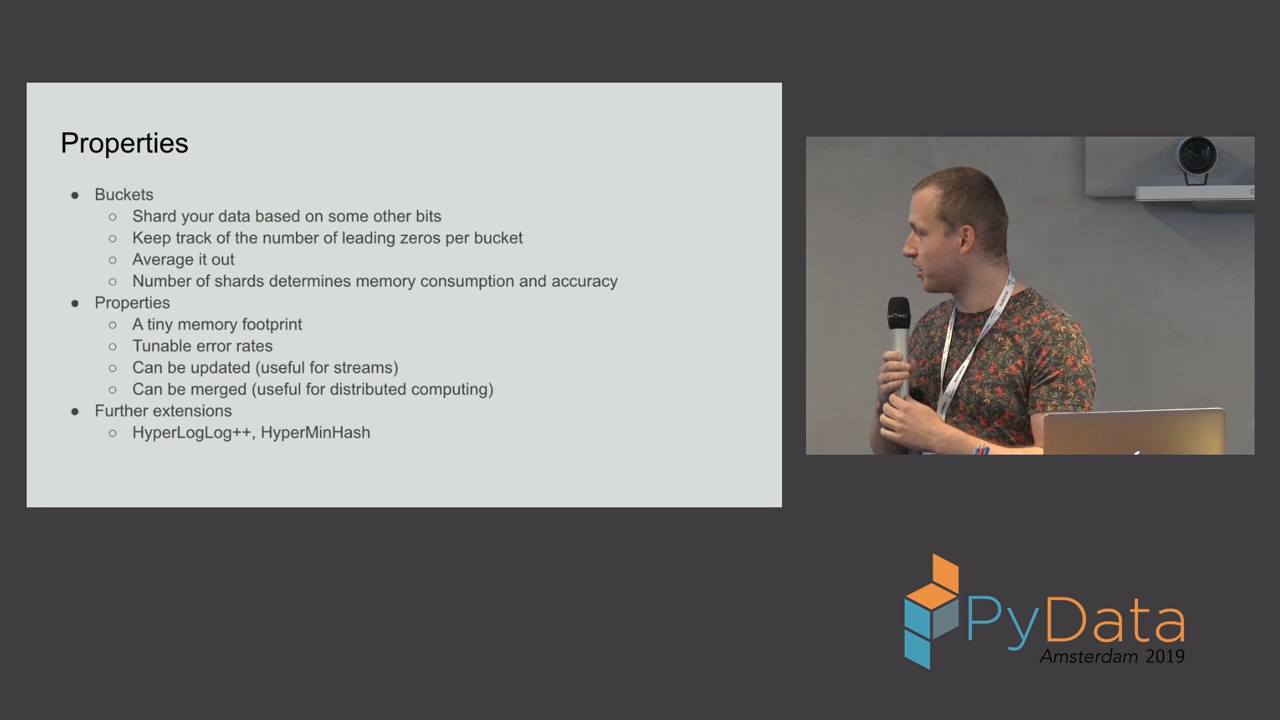 Properties
● Buckets
○ Shard your data based on some other bits
○ Keep track of the number of leading zeros per bucket
○ Average it out
○ Number of shards determines memory consumption and accuracy
● Properties
○ A tiny memory footprint
○ Tunable error rates
○ Can be updated (useful for streams)
○ Can be merged (useful for distributed computing)
● Further extensions
○ HyperLogLog++, HyperMinHash
PyData
Amsterdam 2019